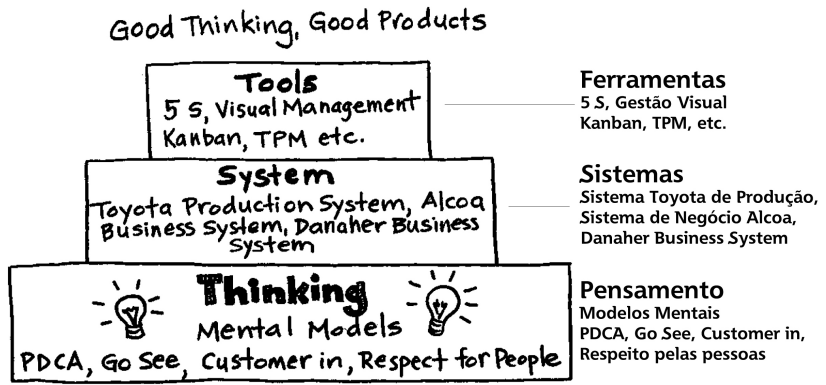 Good Thinking, Good Products
Tools
5 S, Visual Management
Kanban, TPM etc.
Ferramentas
5 S, Gestão Visual
Kanban, TPM, etc.
System
Toyota Production System, Alcoa
Business System, Danaher Business
System
Sistemas
Sistema Toyota de Produção,
Sistema de Negócio Alcoa,
Danaher Business System
Thinking
Mental Models
PDCA, Go See, Customer in, Respect for People
Pensamento
Modelos Mentais
PDCA, Go See, Customer in,
Respeito pelas pessoas